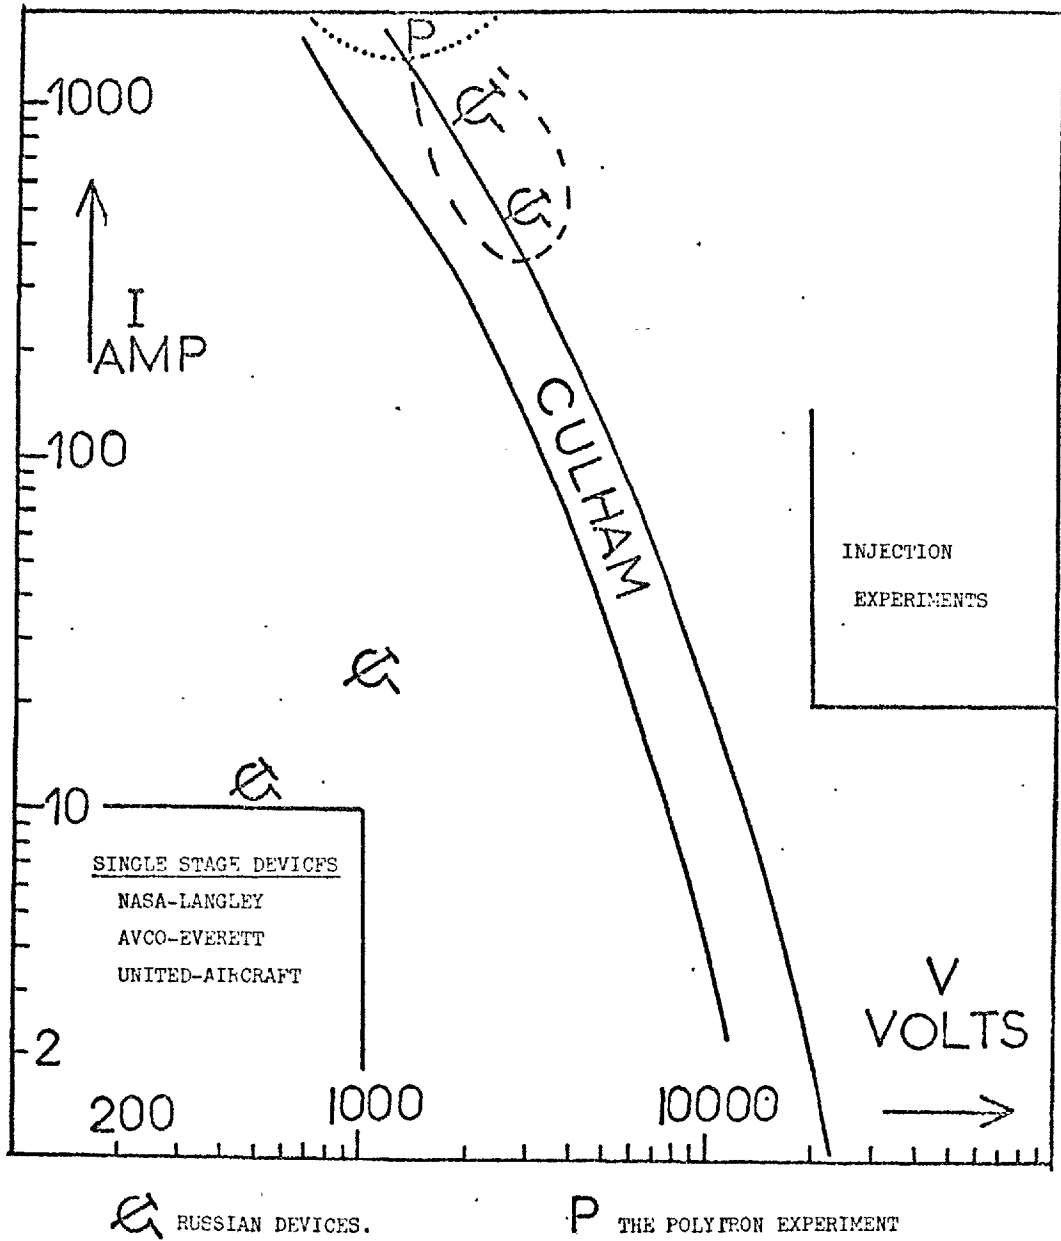 P
1000
I
AMP
100
CULHAM
INJECTION
EXPERIMENTS
10
SINGLE STAGE DEVICES
NASA-LANGLEY
AVCO-EVERETT
UNITED-AIRCRAFT
V
VOLTS
2
200 1000 10000
RUSSIAN DEVICES. P THE POLYTRON EXPERIMENT